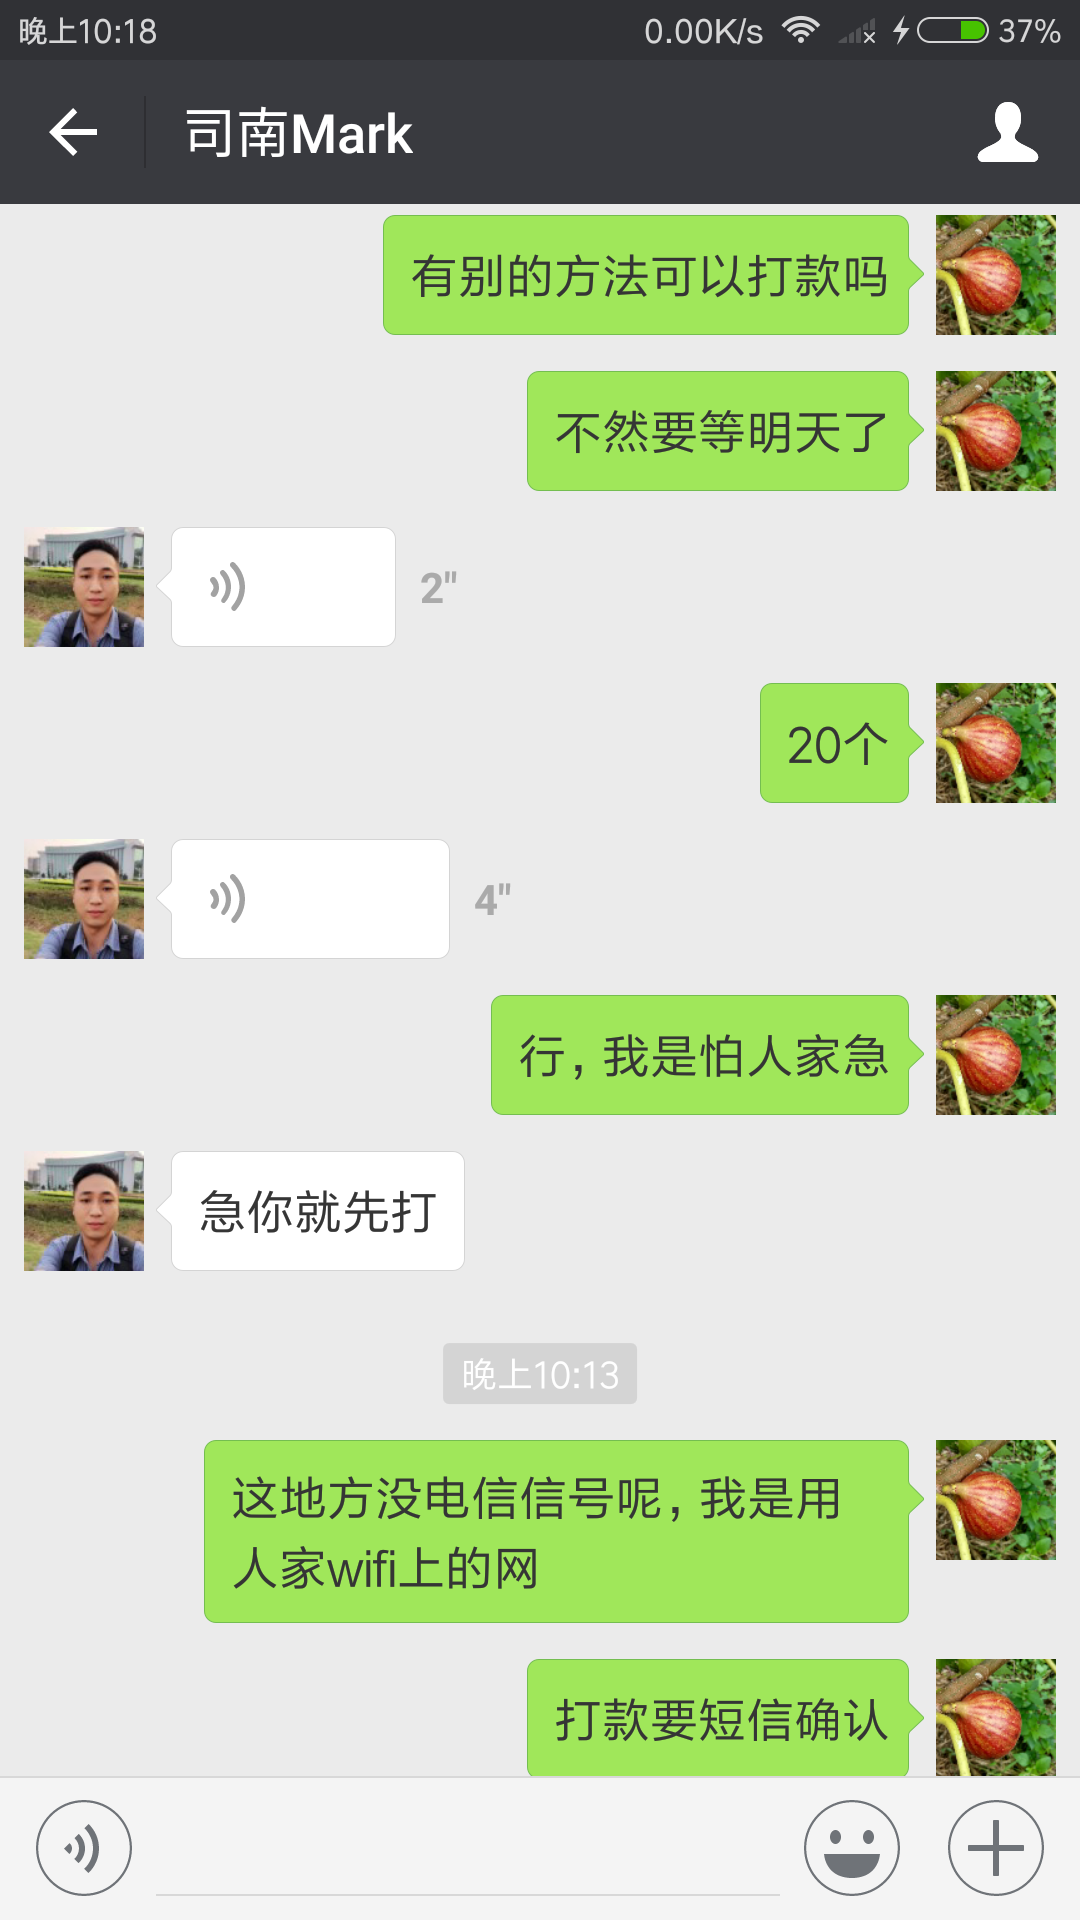 晚上10:18 0.00K/s 37%
司南Mark
有别的方法可以打款吗
不然要等明天了
2"
20个
4"
行，我是怕人家急
急你就先打
晚上10:13
这地方没电信信号呢，我是用
人家wifi上的网
打款要短信确认